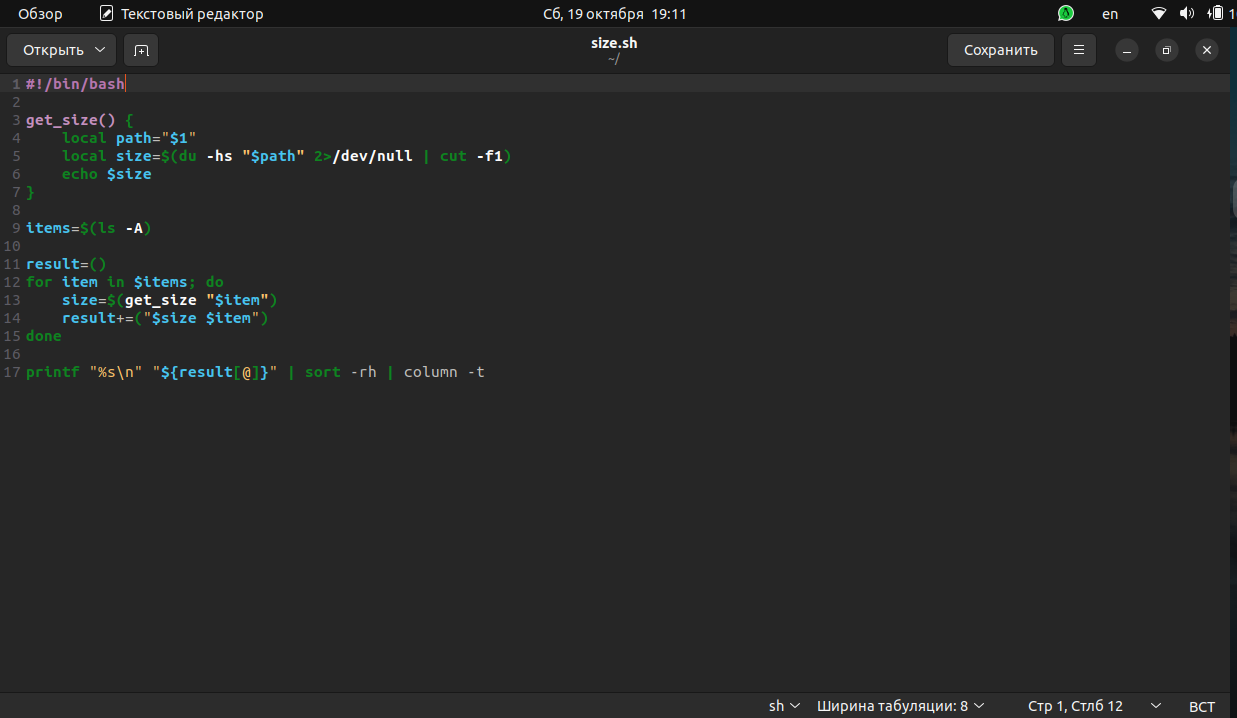 Обзор Текстовый редактор Сб, 19 октября 19:11 en
Открыть size.sh Сохранить
~/
1 #!/bin/bash
2
3 get_size() {
4     local path="$1"
5     local size=$(du -hs "$path" 2>/dev/null | cut -f1)
6     echo $size
7 }
8
9 items=$(ls -A)
10
11 result=()
12 for item in $items; do
13     size=$(get_size "$item")
14     result+=("$size $item")
15 done
16
17 printf "%s\n" "${result[@]}" | sort -rh | column -t
sh Ширина табуляции: 8 Стр 1, Стлб 12 ВСТ